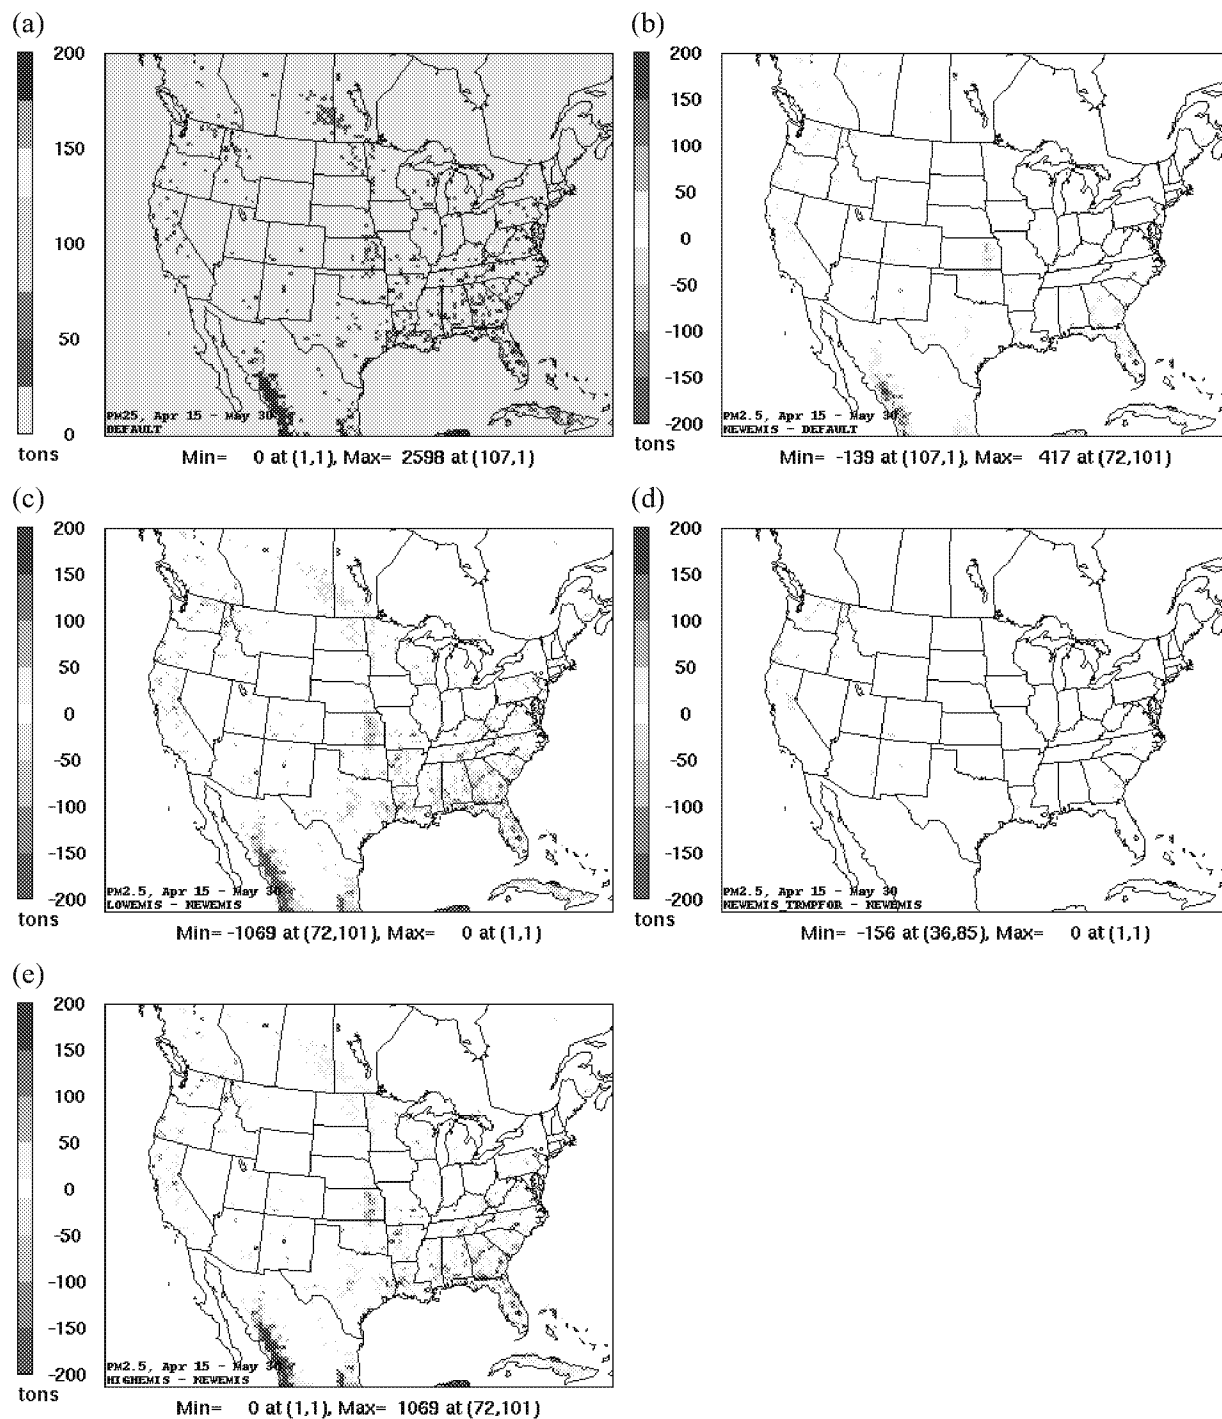 (a)
200
150
100
50
0
tons
PM25, Apr 15 - May 30
DEFAULT
Min= 0 at (1,1), Max= 2598 at (107,1)
(b)
200
150
100
50
0
-50
-100
-150
-200
tons
PM2.5, Apr 15 - May 30
NEWEMIS - DEFAULT
Min= -139 at (107,1), Max= 417 at (72,101)
(c)
200
150
100
50
0
-50
-100
-150
-200
tons
PM2.5, Apr 15 - May 30
LOWEMIS - NEWEMIS
Min= -1069 at (72,101), Max= 0 at (1,1)
(d)
200
150
100
50
0
-50
-100
-150
-200
tons
PM2.5, Apr 15 - May 30
NEWEMIS_TRMPFOR - NEWEMIS
Min= -156 at (36,85), Max= 0 at (1,1)
(e)
200
150
100
50
0
-50
-100
-150
-200
tons
PM2.5, Apr 15 - May 30
HIGHEMIS - NEWEMIS
Min= 0 at (1,1), Max= 1069 at (72,101)